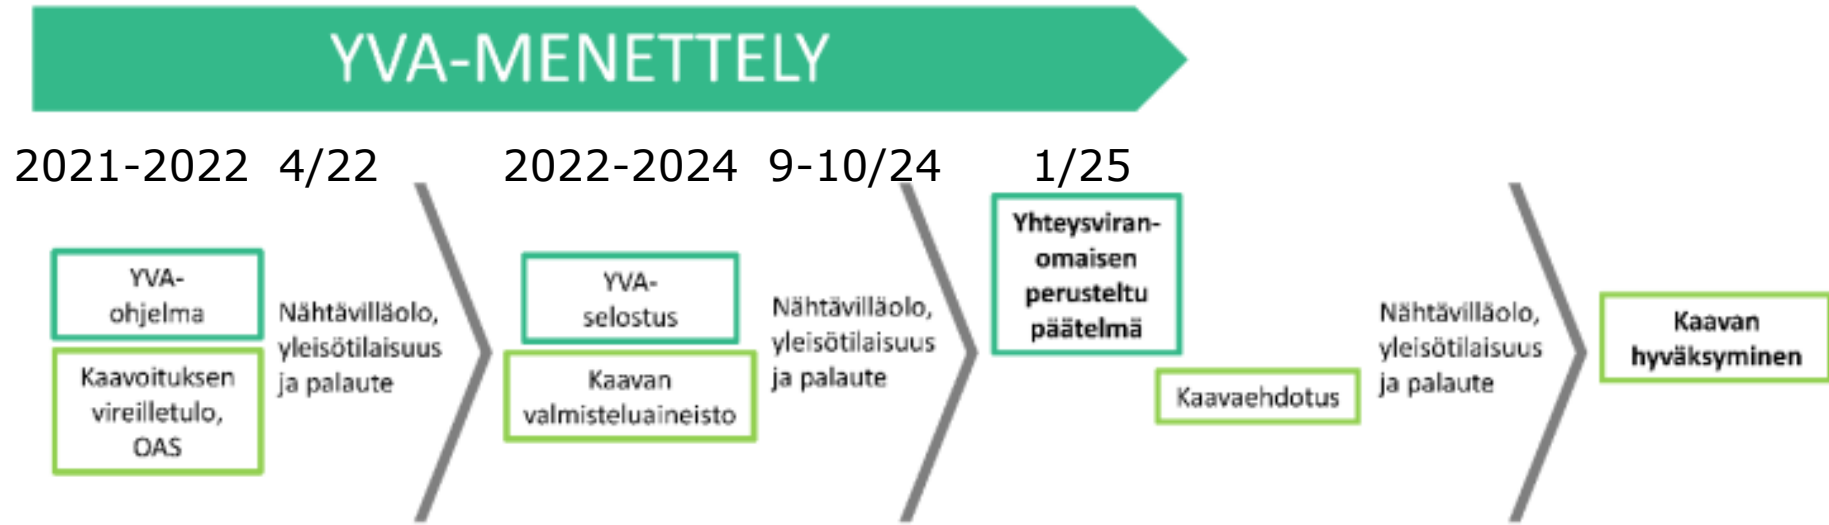 YVA-MENETTELY
2021-2022 4/22 2022-2024 9-10/24 1/25
YVA-
ohjelma
Kaavoituksen
vireilletulo,
OAS
Nähtävilläolo,
yleisötilaisuus
ja palaute
YVA-
selostus
Kaavan
valmisteluaineisto
Nähtävilläolo,
yleisötilaisuus
ja palaute
Yhteysviran-
omaisen
perusteltu
päätelmä
Kaavaehdotus
Nähtävilläolo,
yleisötilaisuus
ja palaute
Kaavan
hyväksyminen